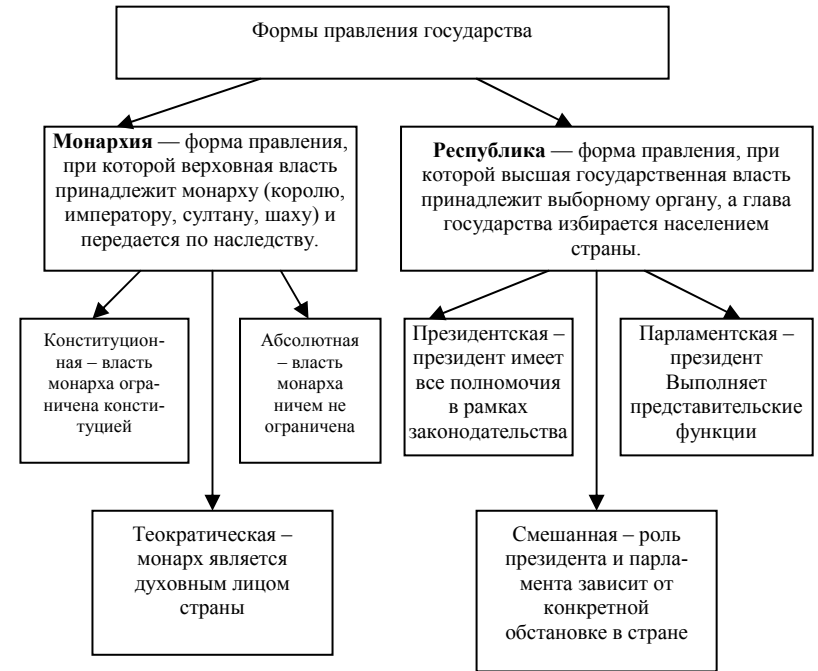 Формы правления государства
Монархия — форма правления,
при которой верховная власть
принадлежит монарху (королю,
императору, султану, шаху) и
передается по наследству.
Республика — форма правления, при
которой высшая государственная власть
принадлежит выборному органу, а глава
государства избирается населением
страны.
Конституцион-
ная – власть
монарха огра-
ничена консти-
туцией
Абсолютная
– власть
монарха
ничем не
ограничена
Президентская –
президент имеет
все полномочия
в рамках
законодательства
Парламентская –
президент
Выполняет
представительские
функции
Теократическая –
монарх является
духовным лицом
страны
Смешанная – роль
президента и парла-
мента зависит от
конкретной
обстановке в стране